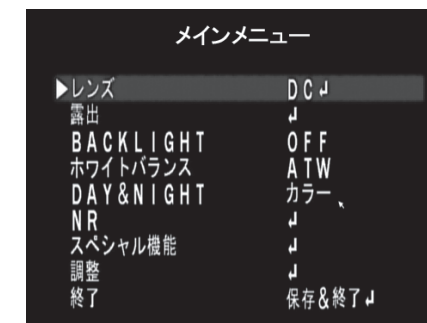 メインメニュー
▶レンズ DC↲
露出 ↲
BACKLIGHT OFF
ホワイトバランス ATW
DAY&NIGHT カラー
NR ↲
スペシャル機能 ↲
調整 ↲
終了 保存&終了↲